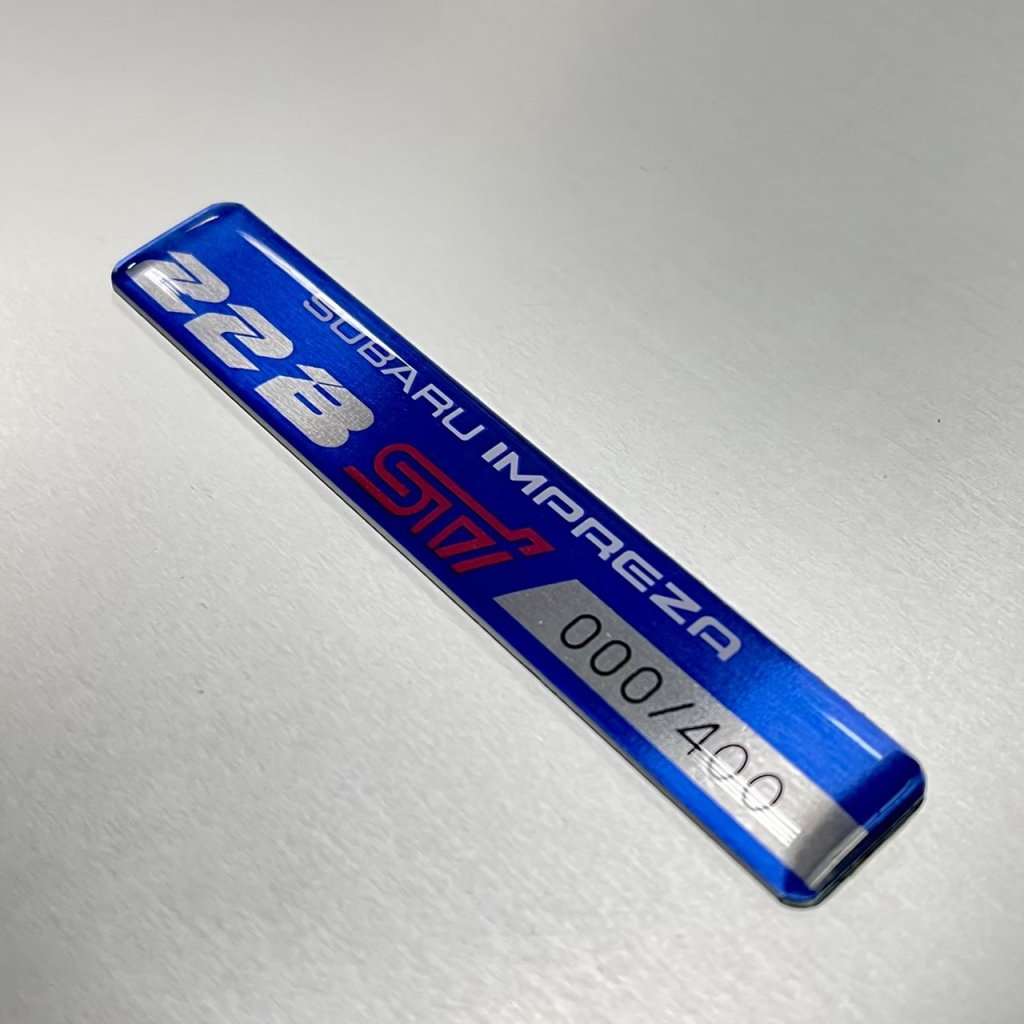 SUBARU IMPREZA
22B STi
000/400